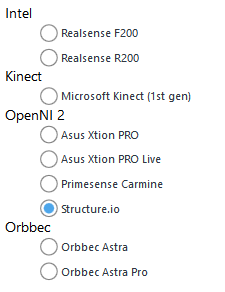 Intel
Realsense F200
Realsense R200
Kinect
Microsoft Kinect (1st gen)
OpenNI 2
Asus Xtion PRO
Asus Xtion PRO Live
Primesense Carmine
Structure.io
Orbbec
Orbbec Astra
Orbbec Astra Pro